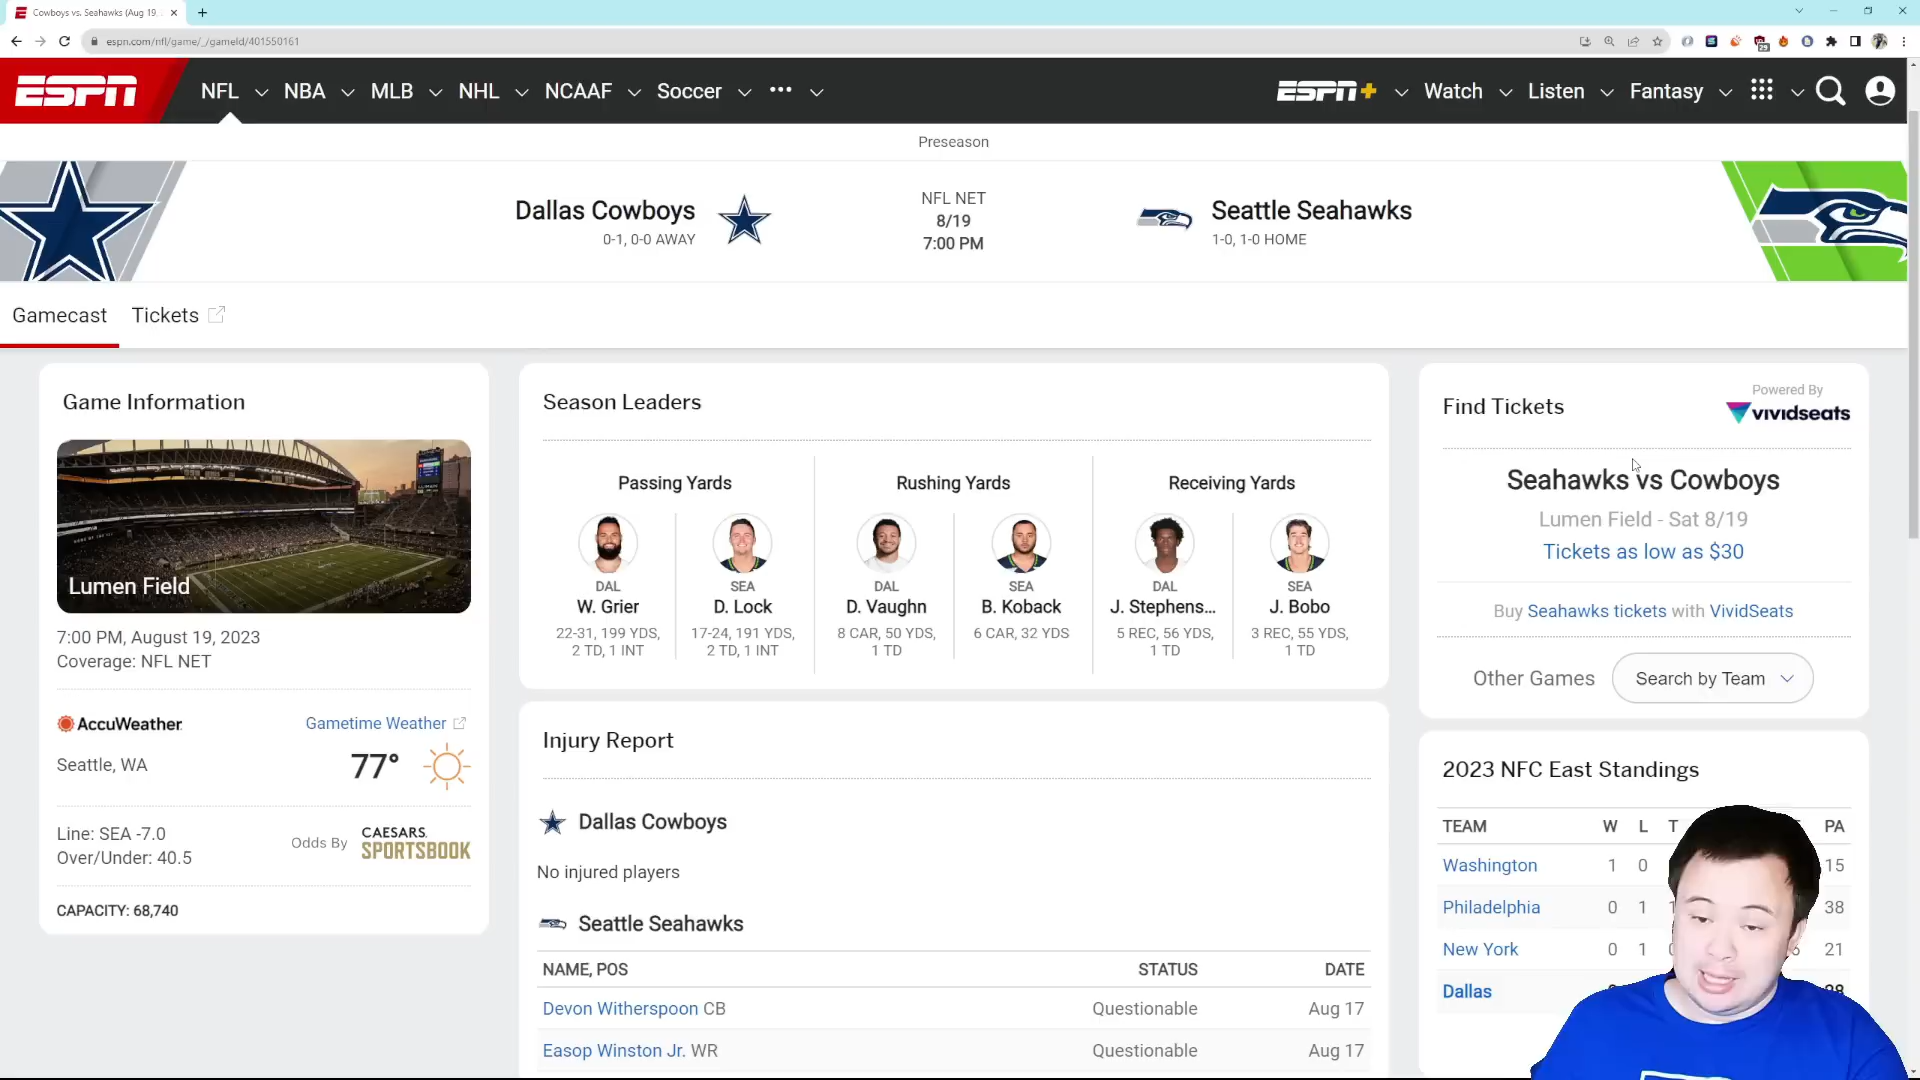 Cowboys vs. Seahawks (Aug 19,
espn.com/nfl/game/_/gameId/401550161
29
ESPN
NFL
NBA
MLB
NHL
NCAAF
Soccer
ESPN+
Watch
Listen
Fantasy
Preseason
Dallas Cowboys
0-1, 0-0 AWAY
NFL NET
8/19
7:00 PM
Seattle Seahawks
1-0, 1-0 HOME
Gamecast
Tickets
Game Information
Lumen Field
7:00 PM, August 19, 2023
Coverage: NFL NET
AccuWeather
Gametime Weather
Seattle, WA
77°
Line: SEA -7.0
Over/Under: 40.5
Odds By
CAESARS
SPORTSBOOK
CAPACITY: 68,740
Season Leaders
Passing Yards
Rushing Yards
Receiving Yards
DAL
W. Grier
22-31, 199 YDS,
2 TD, 1 INT
SEA
D. Lock
17-24, 191 YDS,
2 TD, 1 INT
DAL
D. Vaughn
8 CAR, 50 YDS,
1 TD
SEA
B. Koback
6 CAR, 32 YDS
DAL
J. Stephens...
5 REC, 56 YDS,
1 TD
SEA
J. Bobo
3 REC, 55 YDS,
1 TD
Injury Report
Dallas Cowboys
No injured players
Seattle Seahawks
NAME, POS STATUS DATE
Devon Witherspoon CB Questionable Aug 17
Easop Winston Jr. WR Questionable Aug 17
Find Tickets
Powered By
vividseats
Seahawks vs Cowboys
Lumen Field - Sat 8/19
Tickets as low as $30
Buy Seahawks tickets with VividSeats
Other Games
Search by Team
2023 NFC East Standings
TEAM W L T PA
Washington 1 0 15
Philadelphia 0 1 38
New York 0 1 21
Dallas